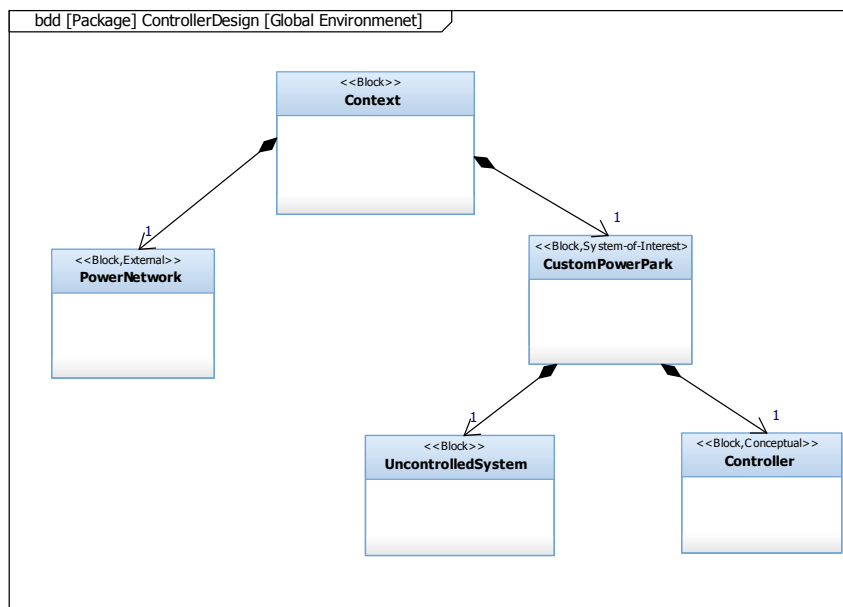 bdd [Package] ControllerDesign [Global Environmenet]
<<Block>>
Context
1
1
<<Block,External>>
PowerNetwork
<<Block,System-of-Interest>
CustomPowerPark
1
1
<<Block>>
UncontrolledSystem
<<Block,Conceptual>>
Controller